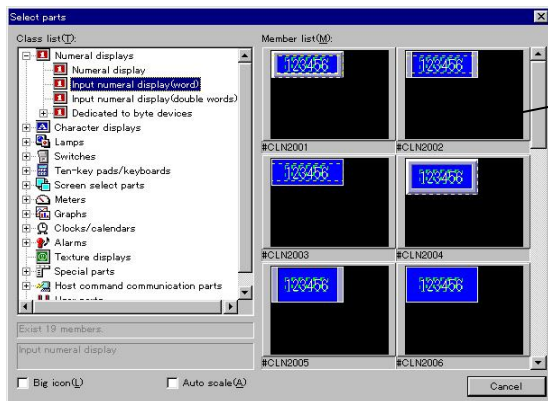 Select parts
Class list(T):
Numeral displays
Numeral display
Input numeral display(word)
Input numeral display(double words)
Dedicated to byte devices
Character displays
Lamps
Switches
Ten-key pads/keyboards
Screen select parts
Meters
Graphs
Clocks/calendars
Alarms
Texture displays
Special parts
Host command communication parts
Exist 19 members.
Input numeral display
Big icon(L)
Auto scale(A)
Member list(M):
123456
123456
#CLN2001
#CLN2002
123456
123456
#CLN2003
#CLN2004
123456
123456
#CLN2005
#CLN2006
Cancel